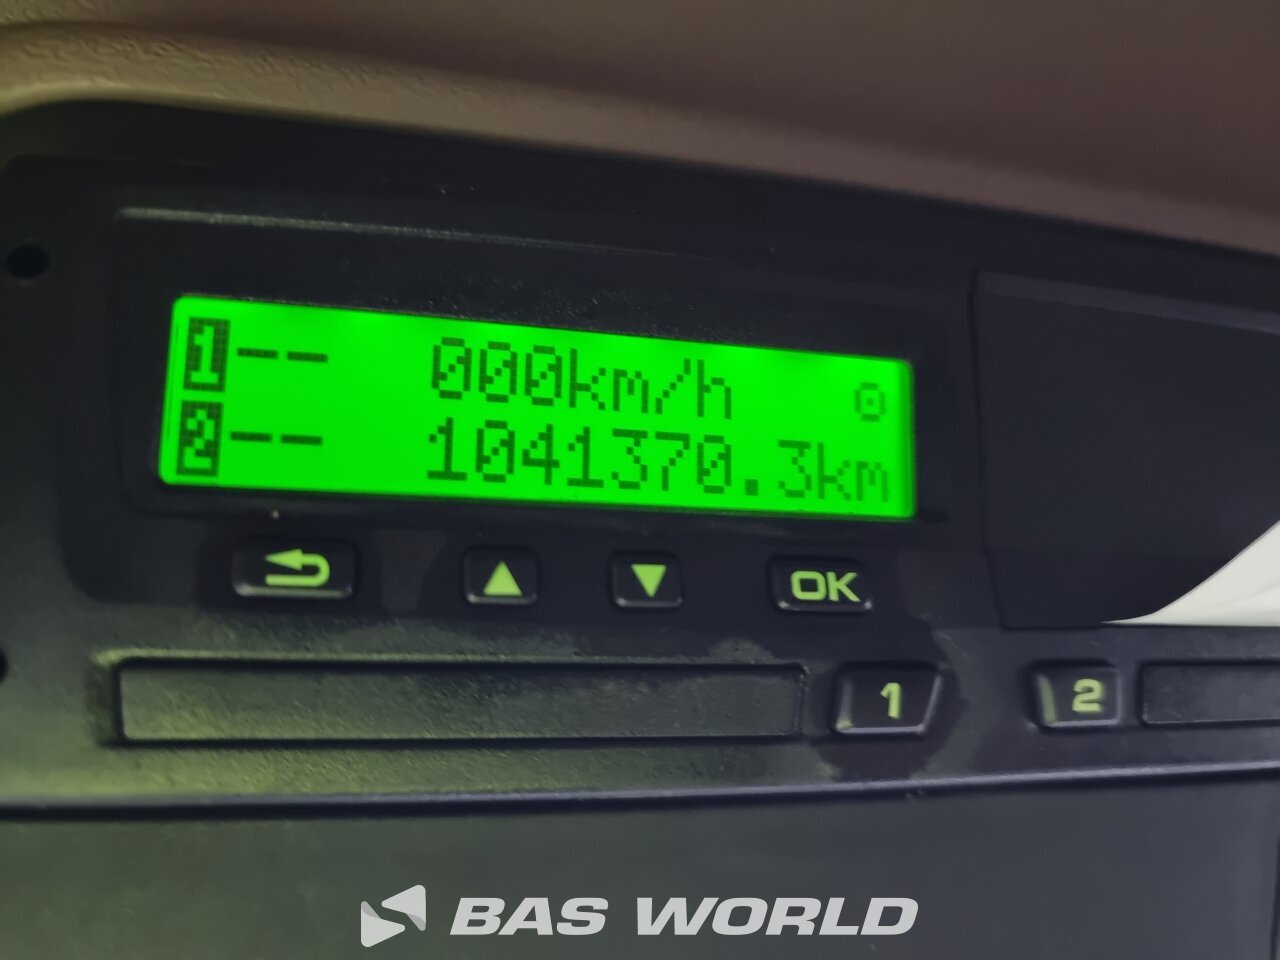 1-- 000km/h o
2-- 1041370.3km
OK
1 2
BAS WORLD